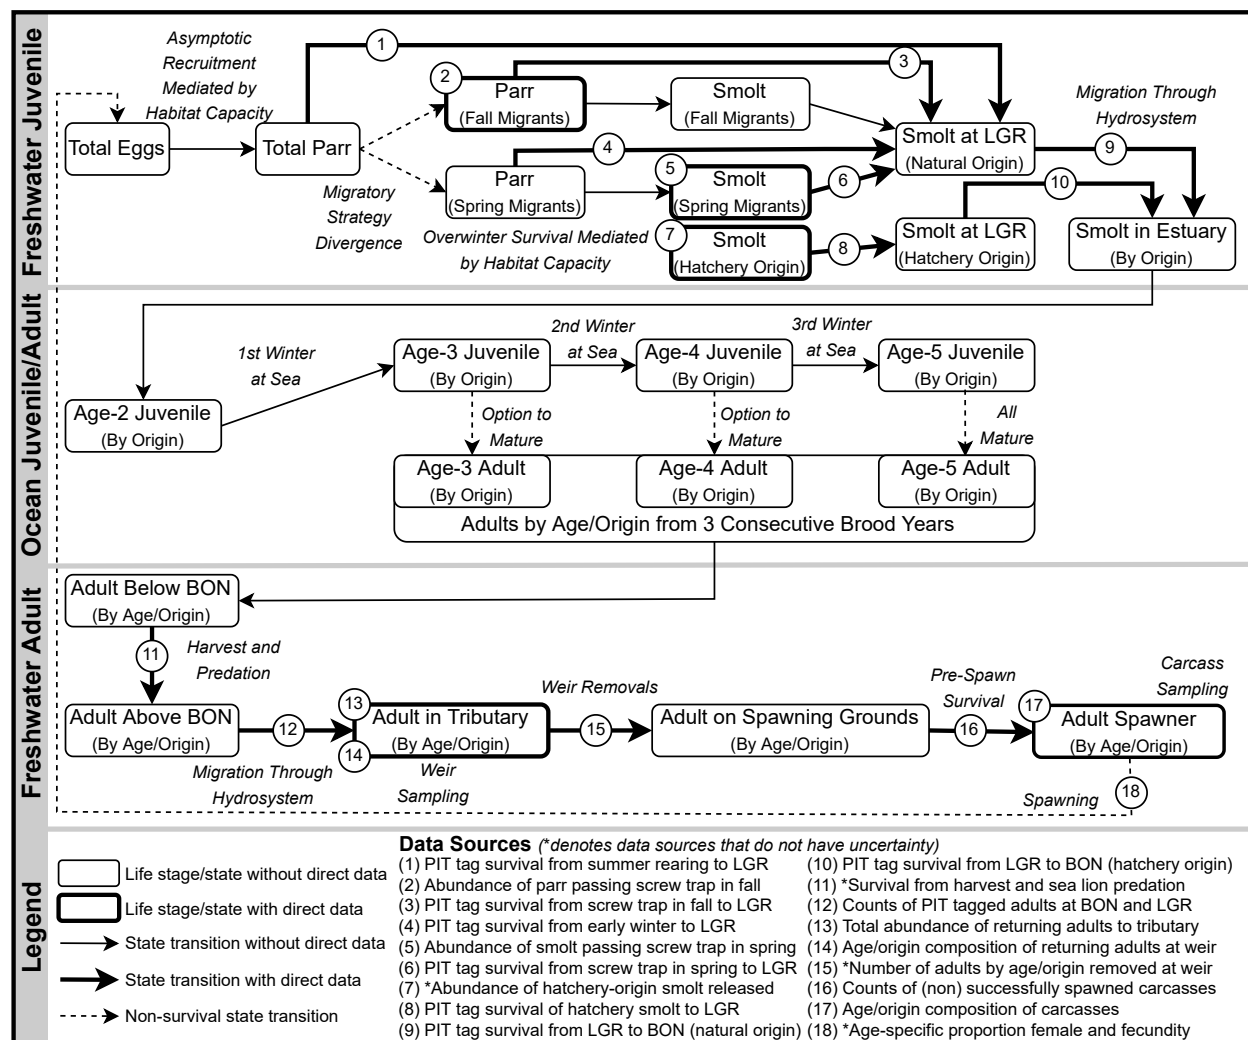 Freshwater Juvenile
Asymptotic
Recruitment
Mediated by
Habitat Capacity
1
2
3
Parr
(Fall Migrants)
Smolt
(Fall Migrants)
Migration Through
Hydrosystem
Total Eggs
Total Parr
Smolt at LGR
(Natural Origin)
4
9
Migratory
Strategy
Divergence
Parr
(Spring Migrants)
5
Smolt
(Spring Migrants)
6
10
Overwinter Survival Mediated
by Habitat Capacity
7
Smolt
(Hatchery Origin)
8
Smolt at LGR
(Hatchery Origin)
Smolt in Estuary
(By Origin)
Ocean Juvenile/Adult
Age-2 Juvenile
(By Origin)
1st Winter
at Sea
Age-3 Juvenile
(By Origin)
2nd Winter
at Sea
Age-4 Juvenile
(By Origin)
3rd Winter
at Sea
Age-5 Juvenile
(By Origin)
Option to
Mature
Option to
Mature
All
Mature
Age-3 Adult
(By Origin)
Age-4 Adult
(By Origin)
Age-5 Adult
(By Origin)
Adults by Age/Origin from 3 Consecutive Brood Years
Freshwater Adult
Adult Below BON
(By Age/Origin)
11
Harvest and
Predation
Adult Above BON
(By Age/Origin)
12
Migration Through
Hydrosystem
13
14
Adult in Tributary
(By Age/Origin)
Weir
Sampling
Weir Removals
15
Adult on Spawning Grounds
(By Age/Origin)
Pre-Spawn
Survival
16
Carcass
Sampling
17
Adult Spawner
(By Age/Origin)
Spawning
18
Legend
Life stage/state without direct data
Life stage/state with direct data
State transition without direct data
State transition with direct data
Non-survival state transition
Data Sources (*denotes data sources that do not have uncertainty)
(1) PIT tag survival from summer rearing to LGR
(2) Abundance of parr passing screw trap in fall
(3) PIT tag survival from screw trap in fall to LGR
(4) PIT tag survival from early winter to LGR
(5) Abundance of smolt passing screw trap in spring
(6) PIT tag survival from screw trap in spring to LGR
(7) *Abundance of hatchery-origin smolt released
(8) PIT tag survival of hatchery smolt to LGR
(9) PIT tag survival from LGR to BON (natural origin)
(10) PIT tag survival from LGR to BON (hatchery origin)
(11) *Survival from harvest and sea lion predation
(12) Counts of PIT tagged adults at BON and LGR
(13) Total abundance of returning adults to tributary
(14) Age/origin composition of returning adults at weir
(15) *Number of adults by age/origin removed at weir
(16) Counts of (non) successfully spawned carcasses
(17) Age/origin composition of carcasses
(18) *Age-specific proportion female and fecundity